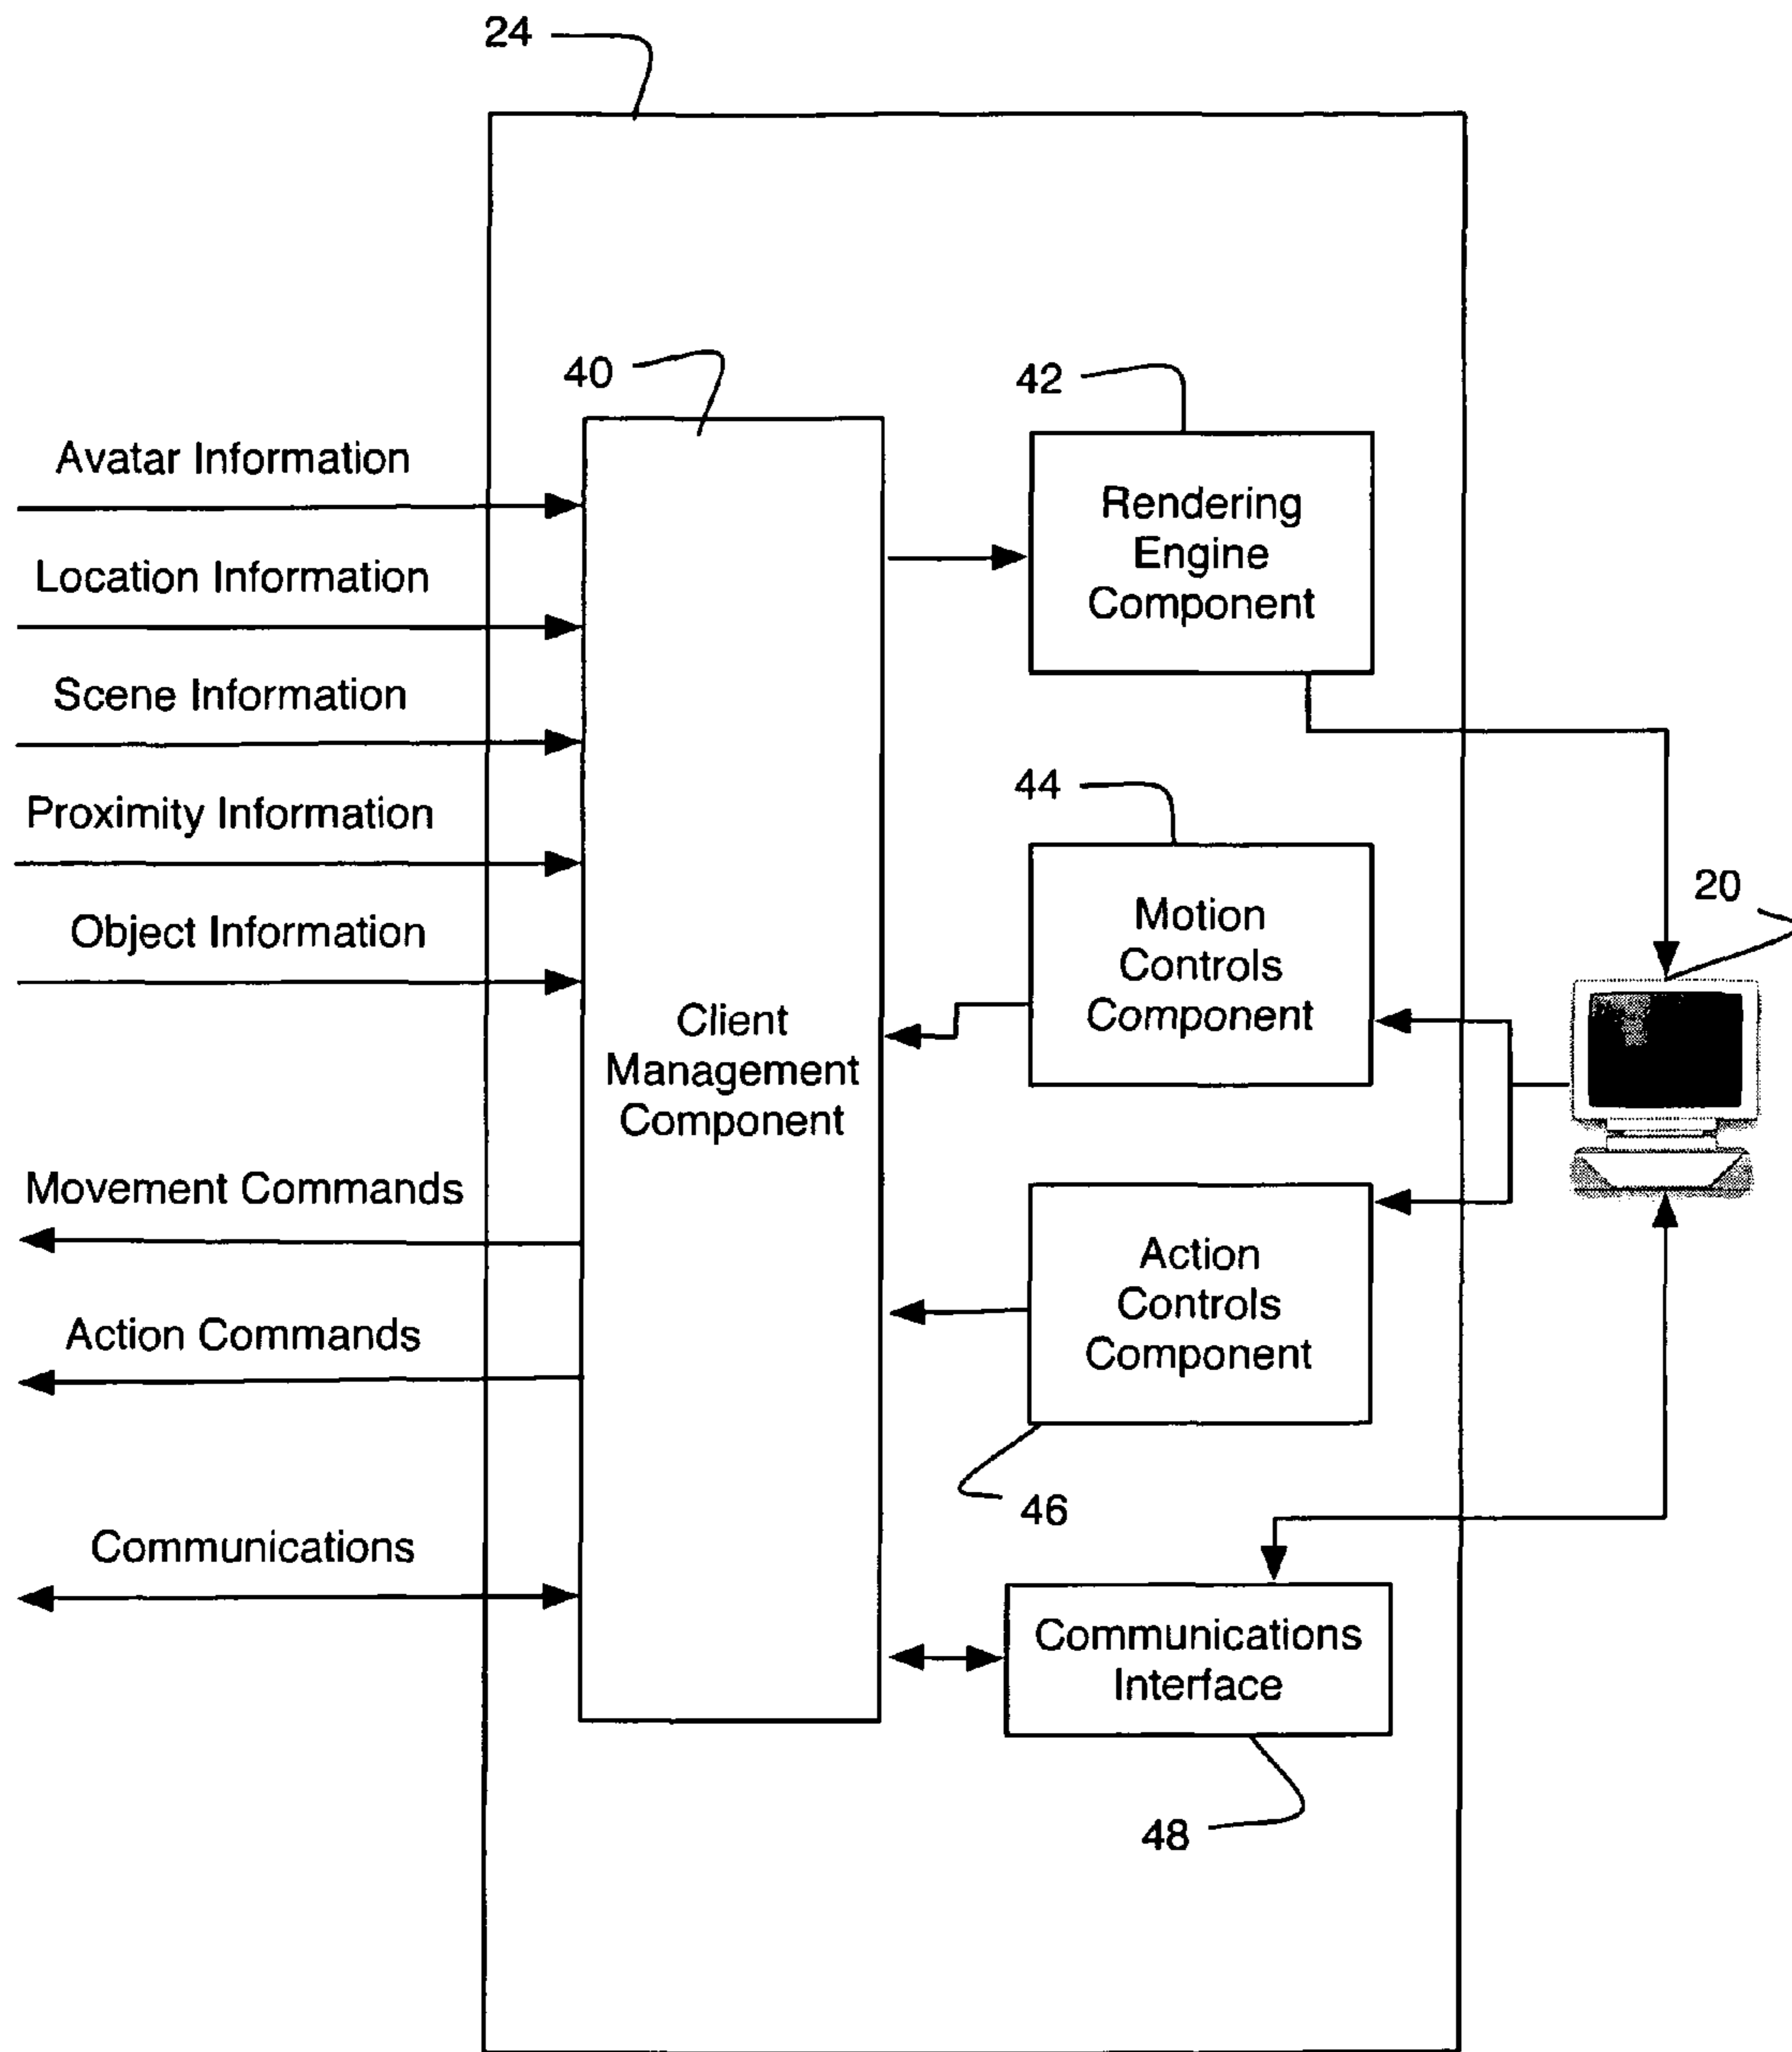 24
40
42
Avatar Information
Location Information
Scene Information
Proximity Information
Object Information
Rendering
Engine
Component
44
20
Motion
Controls
Component
Client
Management
Component
Movement Commands
Action Commands
Action
Controls
Component
46
Communications
Communications
Interface
48